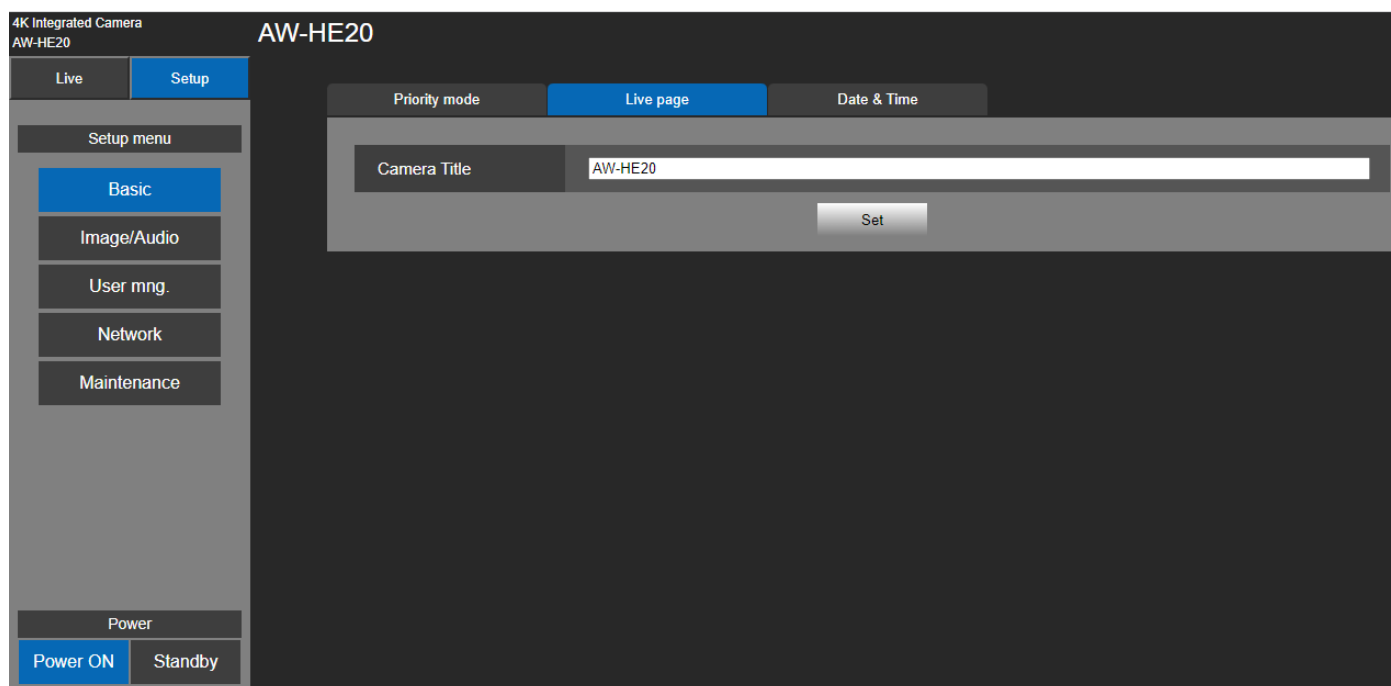 4K Integrated Camera
AW-HE20
AW-HE20
Live
Setup
Priority mode
Live page
Date & Time
Setup menu
Camera Title
AW-HE20
Basic
Set
Image/Audio
User mng.
Network
Maintenance
Power
Power ON
Standby